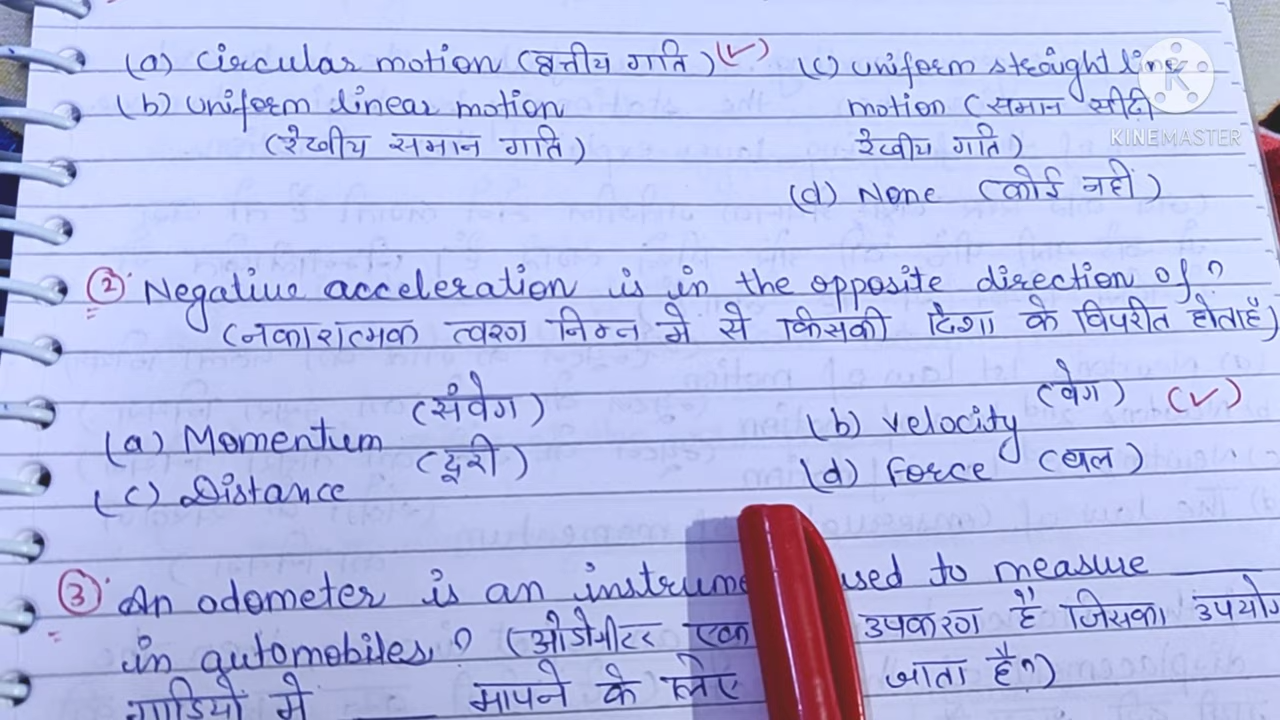 (a) Circular motion (वृत्तीय गति) (✓)
(b) uniform linear motion
(रेखीय समान गति)
(c) uniform straight line
motion (समान सीधी
रेखीय गति)
(d) None (कोई नहीं)
② Negative acceleration is in the opposite direction of?
(नकारात्मक त्वरण निम्न में से किसकी दिशा के विपरीत होता है)
(a) Momentum (संवेग)
(b) velocity (वेग) (✓)
(c) Distance (दूरी)
(d) Force (बल)
③ An odometer is an used to measure ____
in automobiles? (ओडोमीटर एक उपकरण है जिसका उपयोग
गाड़ियों में ____ मापने के लिए जाता है?)
KINEMASTER